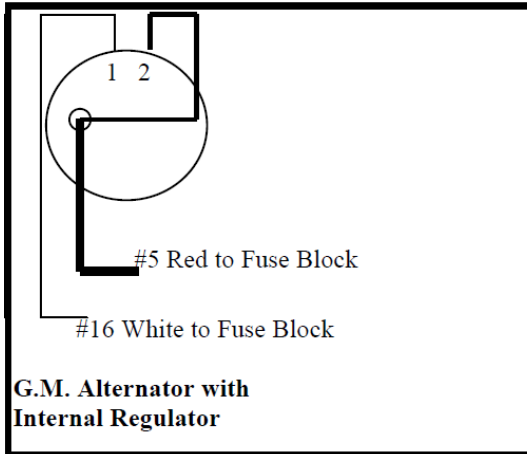 1 2
#5 Red to Fuse Block
#16 White to Fuse Block
G.M. Alternator with
Internal Regulator